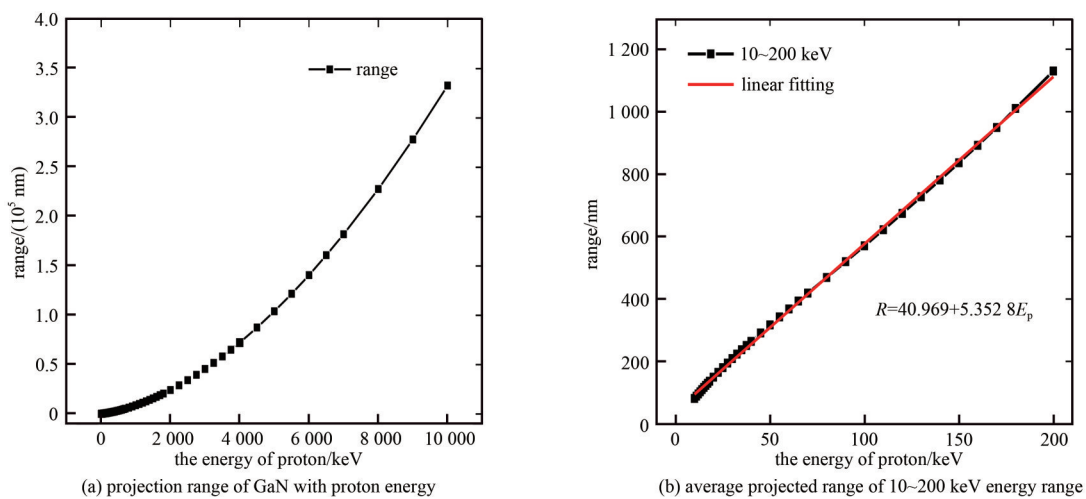 4.0
3.5
3.0
2.5
2.0
1.5
1.0
0.5
0
range/(10⁵ nm)
range
0 2 000 4 000 6 000 8 000 10 000
the energy of proton/keV
(a) projection range of GaN with proton energy
1 200
1 000
800
600
400
200
0
range/nm
10~200 keV
linear fitting
R=40.969+5.352 8Eₚ
0 50 100 150 200
the energy of proton/keV
(b) average projected range of 10~200 keV energy range